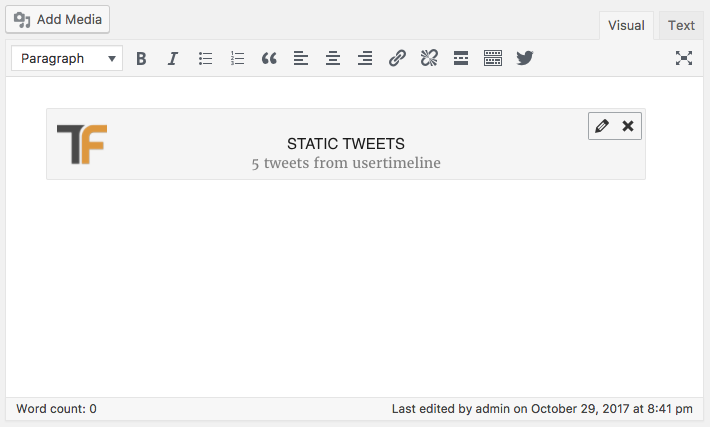 Add Media
Visual Text
Paragraph
TF
STATIC TWEETS
5 tweets from usertimeline
Word count: 0 Last edited by admin on October 29, 2017 at 8:41 pm